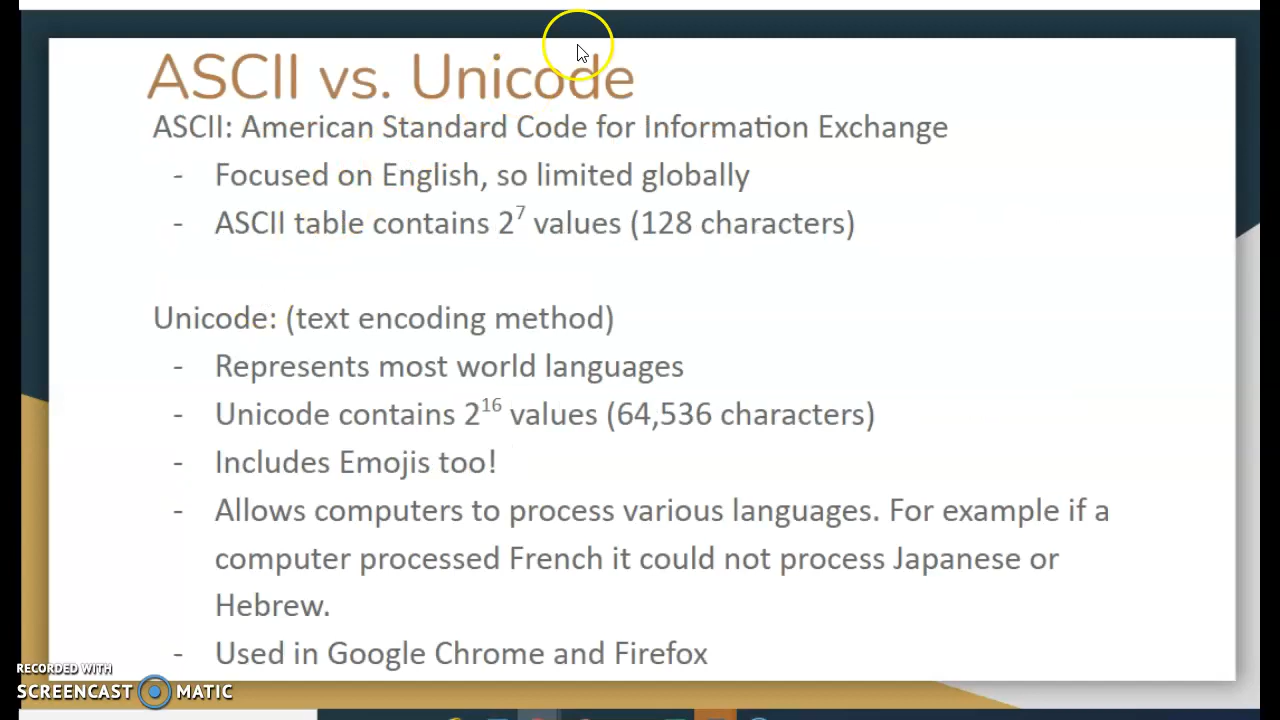 ASCII vs. Unicode
ASCII: American Standard Code for Information Exchange
- Focused on English, so limited globally
- ASCII table contains 2⁷ values (128 characters)
Unicode: (text encoding method)
- Represents most world languages
- Unicode contains 2¹⁶ values (64,536 characters)
- Includes Emojis too!
- Allows computers to process various languages. For example if a
computer processed French it could not process Japanese or
Hebrew.
- Used in Google Chrome and Firefox
RECORDED WITH
SCREENCAST MATIC